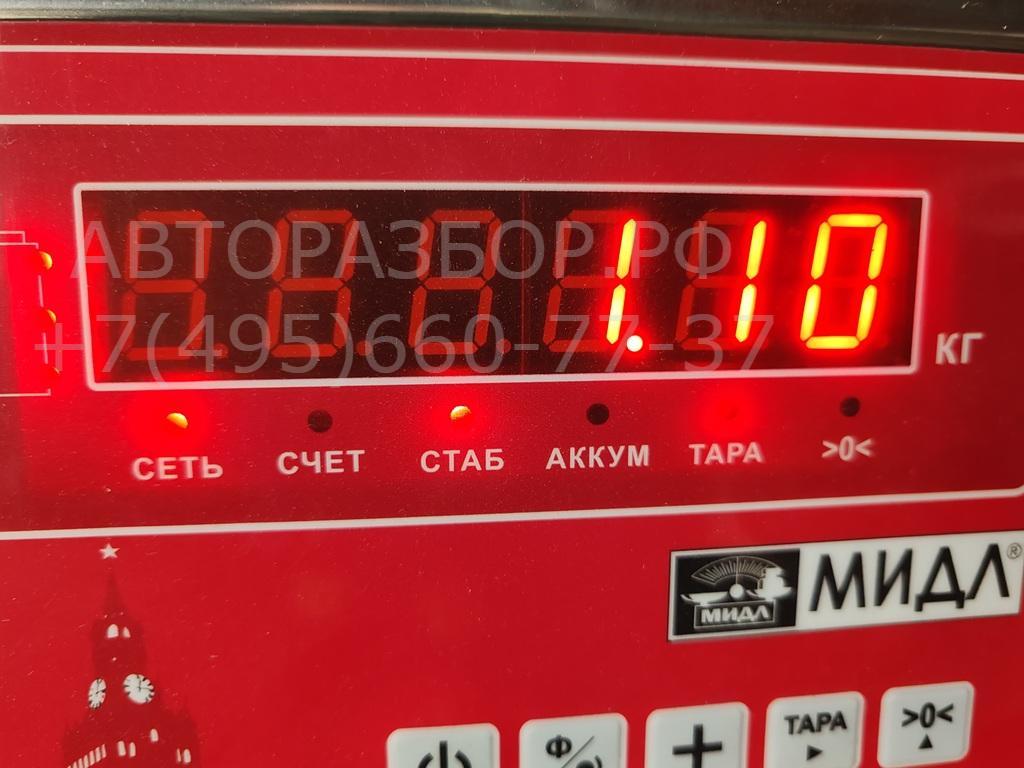 АВТОРАЗБОР.РФ
+7(495)660-77-37
1.10
КГ
СЕТЬ СЧЕТ СТАБ АККУМ ТАРА >0<
МИДЛ МИДЛ®
Ф/
+ ТАРА >0<